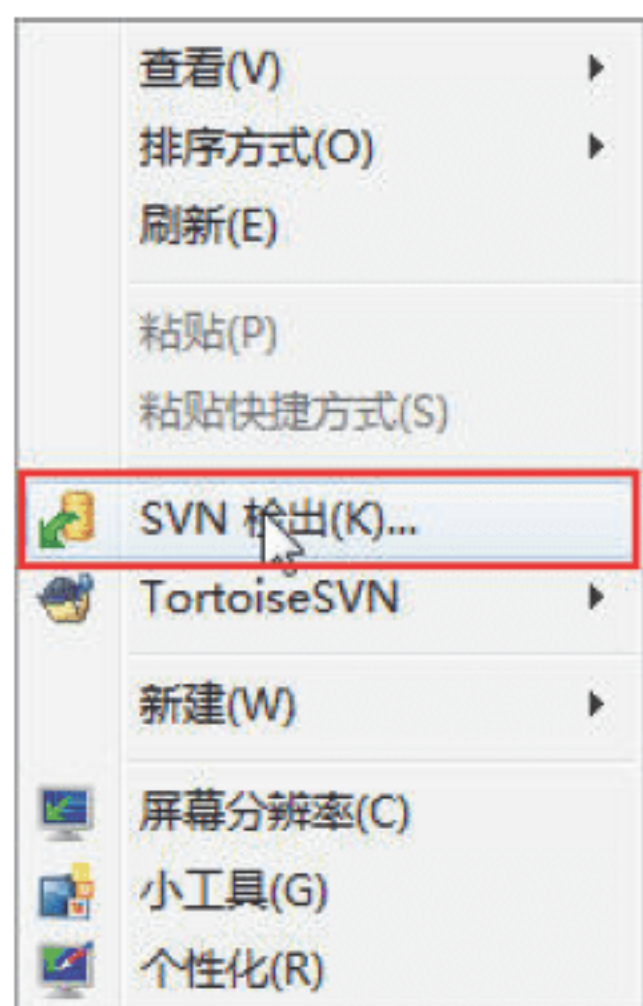 查看(V)
排序方式(O)
刷新(E)
粘贴(P)
粘贴快捷方式(S)
SVN 检出(K)...
TortoiseSVN
新建(W)
屏幕分辨率(C)
小工具(G)
个性化(R)